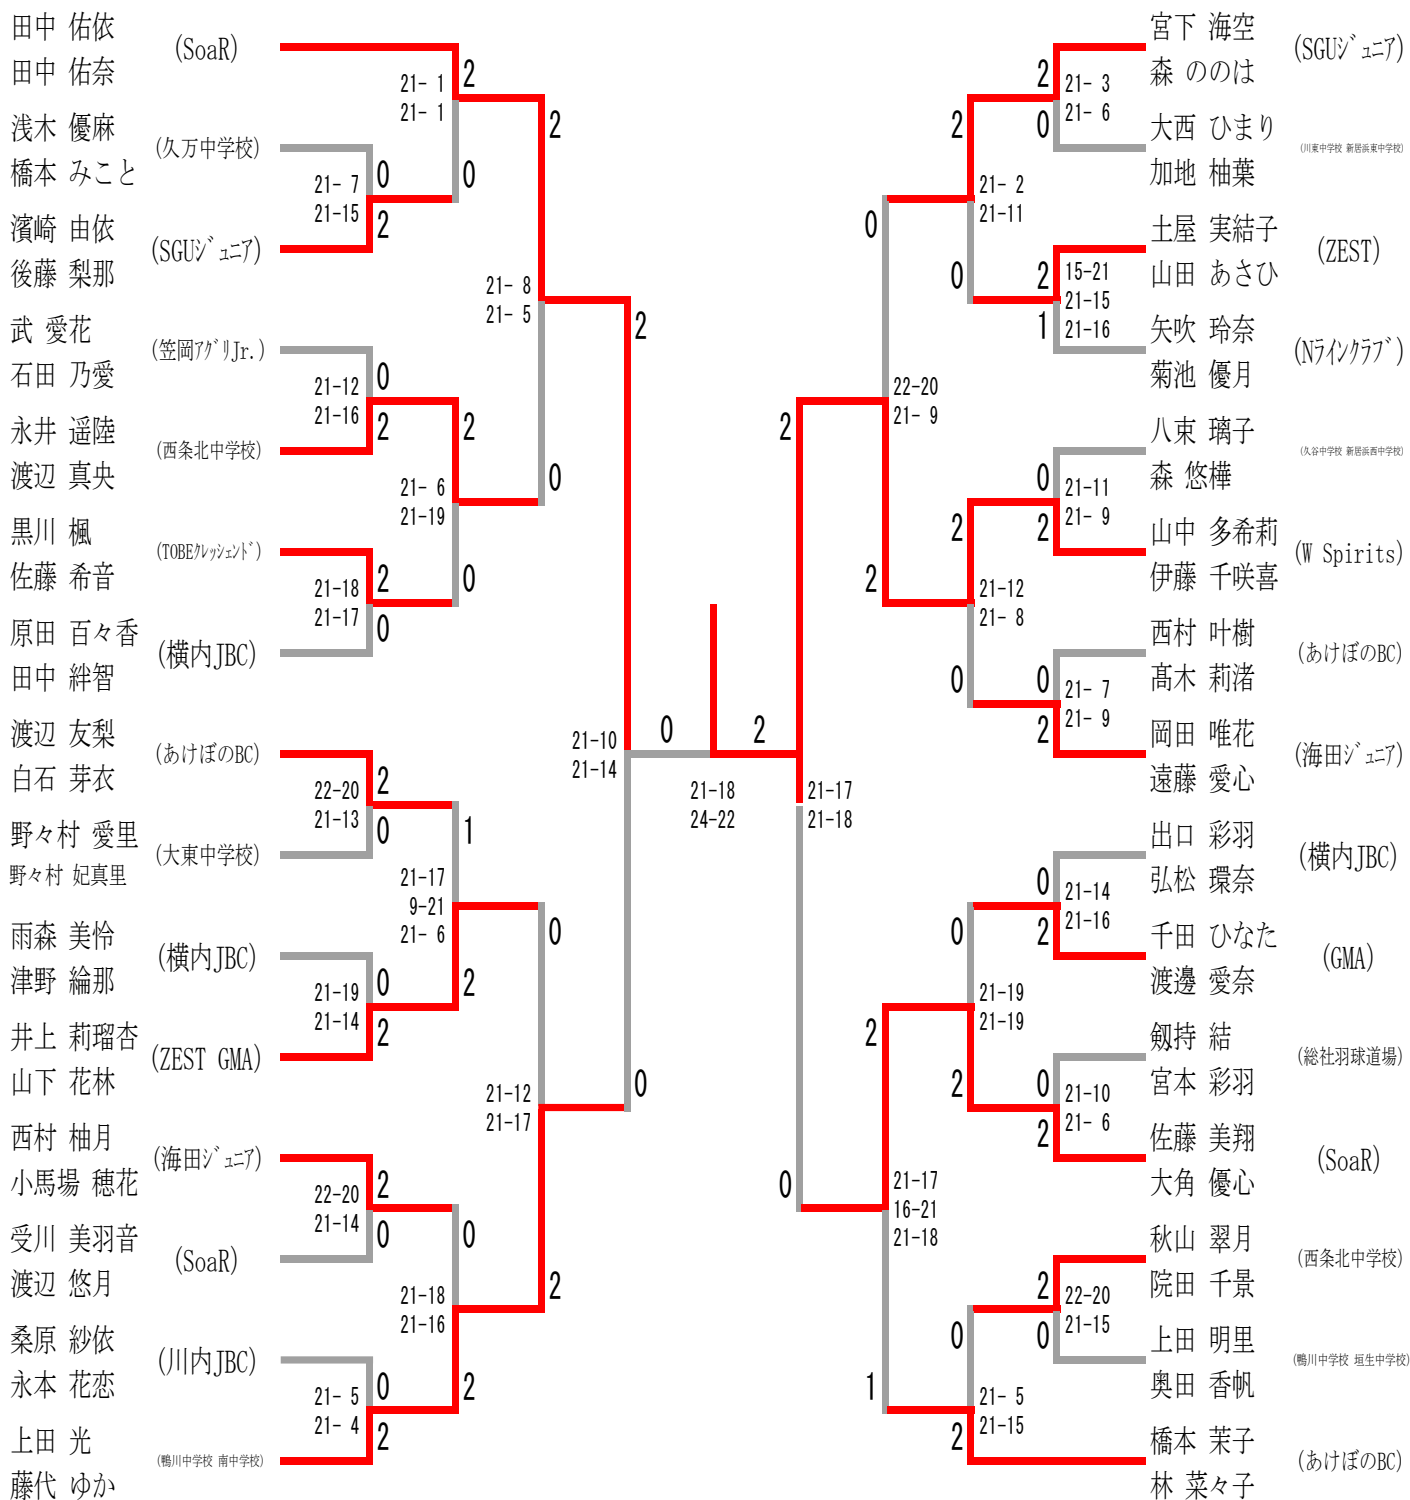 田中 佑依
田中 佑奈
(SoaR)
浅木 優麻
橋本 みこと
(久万中学校)
濱崎 由依
後藤 梨那
(SGUジュニア)
武 愛花
石田 乃愛
(笠岡アグリJr.)
永井 遥陸
渡辺 真央
(西条北中学校)
黒川 楓
佐藤 希音
(TOBEクレッシェンド)
原田 百々香
田中 絆智
(横内JBC)
渡辺 友梨
白石 芽衣
(あけぼのBC)
野々村 愛里
野々村 妃真里
(大東中学校)
雨森 美怜
津野 綸那
(横内JBC)
井上 莉瑠杏
山下 花林
(ZEST GMA)
西村 柚月
小馬場 穂花
(海田ジュニア)
受川 美羽音
渡辺 悠月
(SoaR)
桑原 紗依
永本 花恋
(川内JBC)
上田 光
藤代 ゆか
(鴨川中学校 南中学校)
21- 7
21-15
0
2
21-12
21-16
0
2
21-18
21-17
2
0
22-20
21-13
2
0
21-19
21-14
0
2
22-20
21-14
2
0
21- 5
21- 4
0
2
21- 1
21- 1
2
0
21- 6
21-19
2
0
21-17
9-21
21- 6
1
2
21-18
21-16
0
2
21- 8
21- 5
2
0
21-12
21-17
0
2
21-10
21-14
2
0
0
2
21-18
24-22
21-17
21-18
2
0
22-20
21- 9
0
2
21-17
16-21
21-18
2
1
21- 2
21-11
2
0
21-12
21- 8
2
0
21-19
21-19
0
2
21- 5
21-15
0
2
21- 3
21- 6
2
0
15-21
21-15
21-16
2
1
21-11
21- 9
0
2
21- 7
21- 9
0
2
21-14
21-16
0
2
21-10
21- 6
0
2
22-20
21-15
2
0
宮下 海空
森 ののは
(SGUジュニア)
大西 ひまり
加地 柚葉
(川東中学校 新居浜東中学校)
土屋 実結子
山田 あさひ
(ZEST)
矢吹 玲奈
菊池 優月
(Nラインクラブ)
八束 璃子
森 悠樺
(久谷中学校 新居浜西中学校)
山中 多希莉
伊藤 千咲喜
(W Spirits)
西村 叶樹
髙木 莉渚
(あけぼのBC)
岡田 唯花
遠藤 愛心
(海田ジュニア)
出口 彩羽
弘松 環奈
(横内JBC)
千田 ひなた
渡邊 愛奈
(GMA)
剱持 結
宮本 彩羽
(総社羽球道場)
佐藤 美翔
大角 優心
(SoaR)
秋山 翠月
院田 千景
(西条北中学校)
上田 明里
奥田 香帆
(鴨川中学校 垣生中学校)
橋本 茉子
林 菜々子
(あけぼのBC)